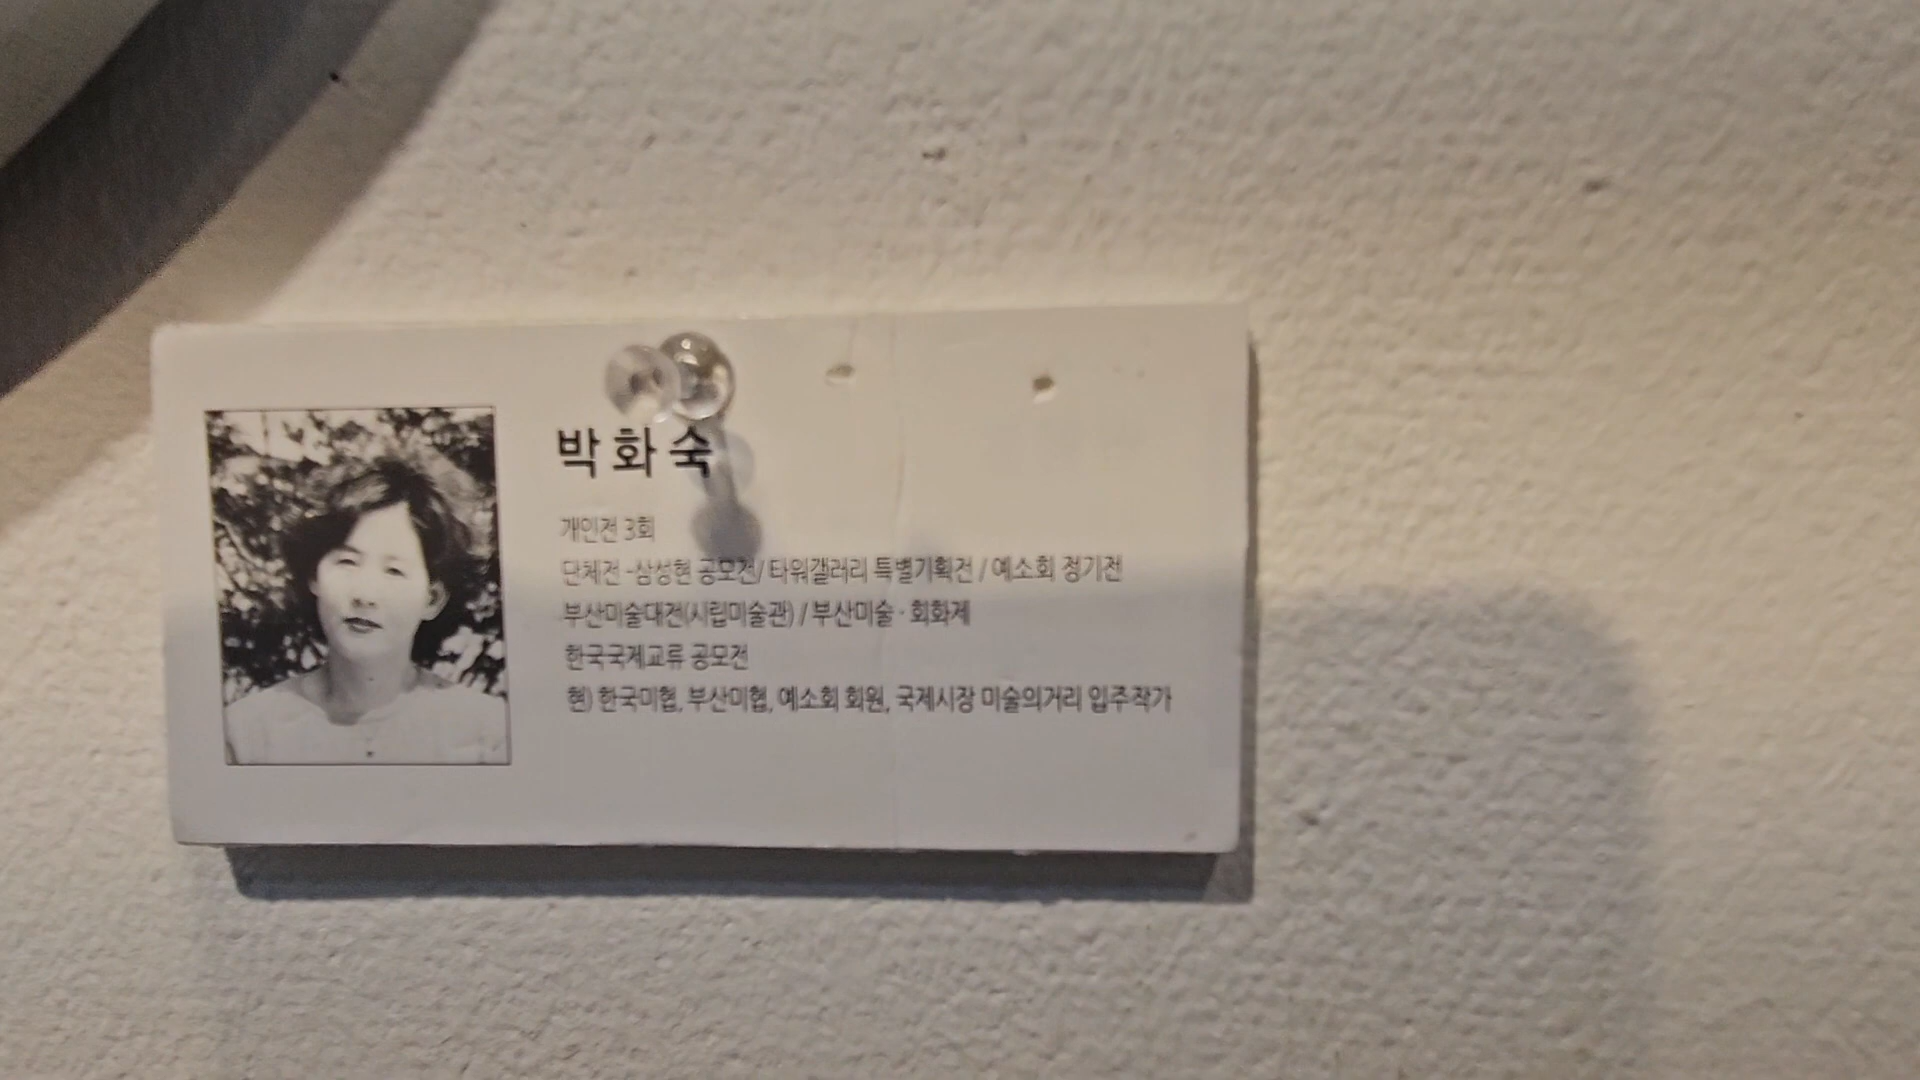 박화숙
개인전 3회
단체전 -삼성현 공모전/ 타워갤러리 특별기획전 / 예소회 정기전
부산미술대전(시립미술관) / 부산미술·회화제
한국국제교류 공모전
현) 한국미협, 부산미협, 예소회 회원, 국제시장 미술의거리 입주작가